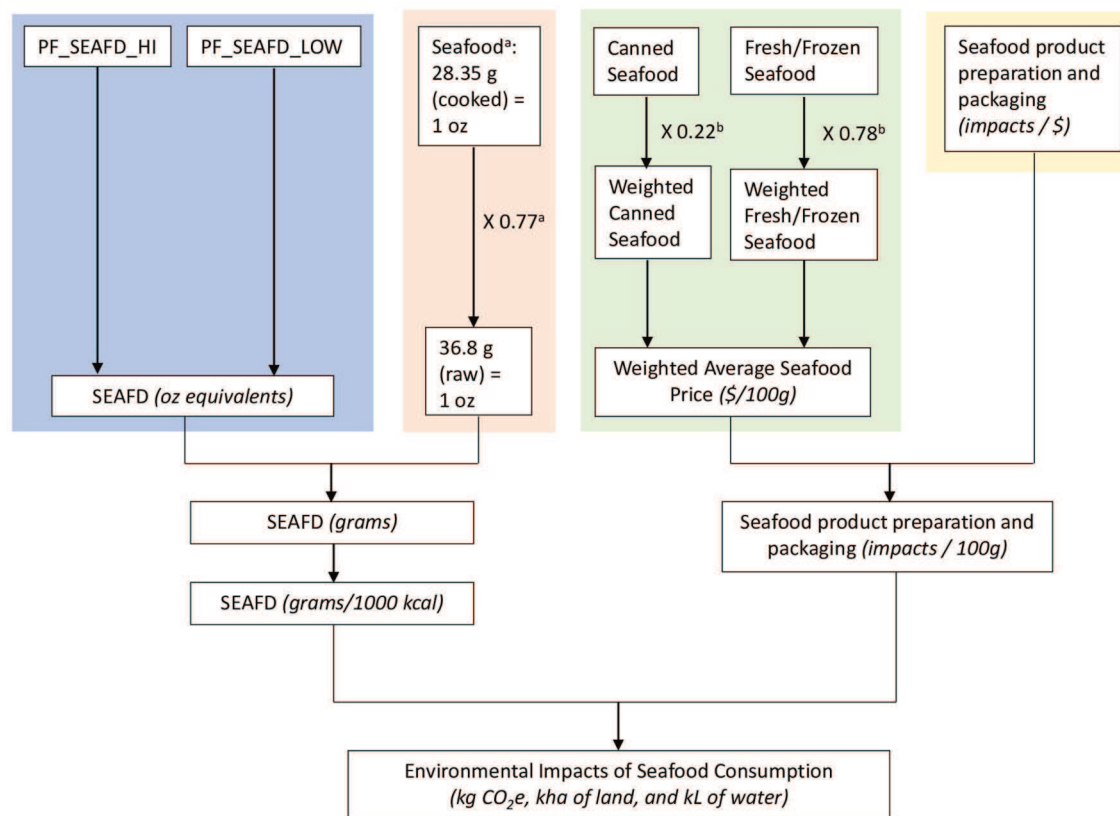 PF_SEAFD_HI
PF_SEAFD_LOW
SEAFD (oz equivalents)
Seafoodᵃ:
28.35 g
(cooked) =
1 oz
X 0.77ᵃ
36.8 g
(raw) =
1 oz
Canned
Seafood
Fresh/Frozen
Seafood
X 0.22ᵇ
X 0.78ᵇ
Weighted
Canned
Seafood
Weighted
Fresh/Frozen
Seafood
Weighted Average Seafood
Price ($/100g)
Seafood product
preparation and
packaging
(impacts / $)
SEAFD (grams)
SEAFD (grams/1000 kcal)
Seafood product preparation and
packaging (impacts / 100g)
Environmental Impacts of Seafood Consumption
(kg CO₂e, kha of land, and kL of water)